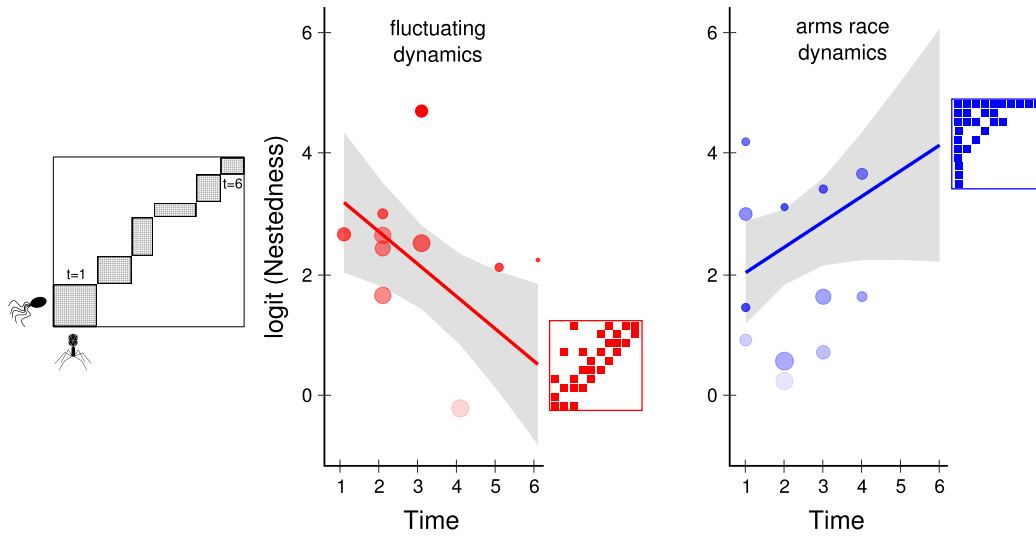 t=6
t=1
fluctuating
dynamics
logit (Nestedness)
6
4
2
0
1 2 3 4 5 6
Time
arms race
dynamics
6
4
2
0
1 2 3 4 5 6
Time